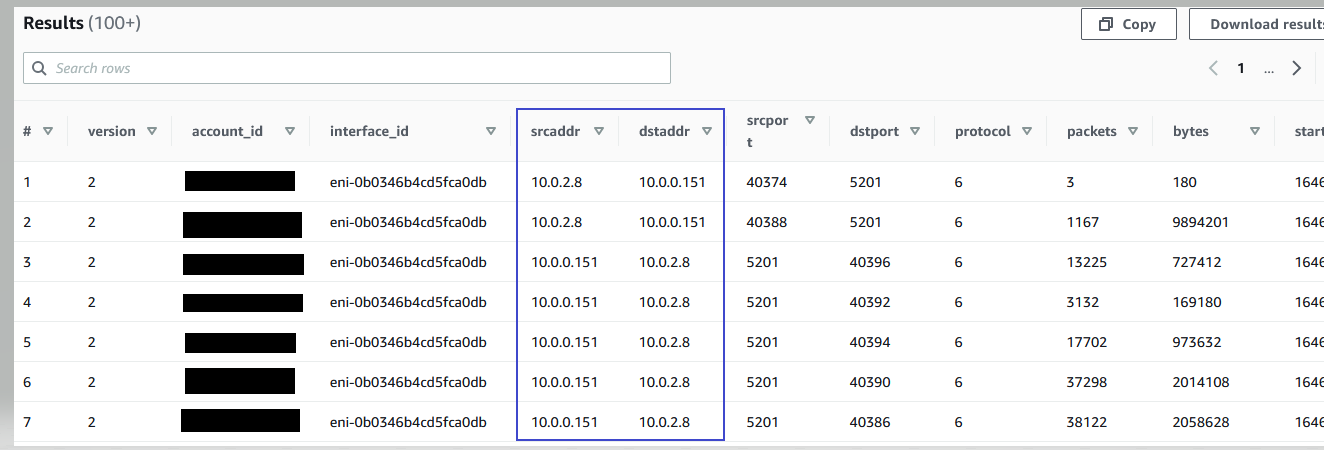 Results (100+)
Copy
Download results
Search rows
1 ...
# version account_id interface_id srcaddr dstaddr srcport dstport protocol packets bytes start
1 2 eni-0b0346b4cd5fca0db 10.0.2.8 10.0.0.151 40374 5201 6 3 180 1646
2 2 eni-0b0346b4cd5fca0db 10.0.2.8 10.0.0.151 40388 5201 6 1167 9894201 1646
3 2 eni-0b0346b4cd5fca0db 10.0.0.151 10.0.2.8 5201 40396 6 13225 727412 1646
4 2 eni-0b0346b4cd5fca0db 10.0.0.151 10.0.2.8 5201 40392 6 3132 169180 1646
5 2 eni-0b0346b4cd5fca0db 10.0.0.151 10.0.2.8 5201 40394 6 17702 973632 1646
6 2 eni-0b0346b4cd5fca0db 10.0.0.151 10.0.2.8 5201 40390 6 37298 2014108 1646
7 2 eni-0b0346b4cd5fca0db 10.0.0.151 10.0.2.8 5201 40386 6 38122 2058628 1646